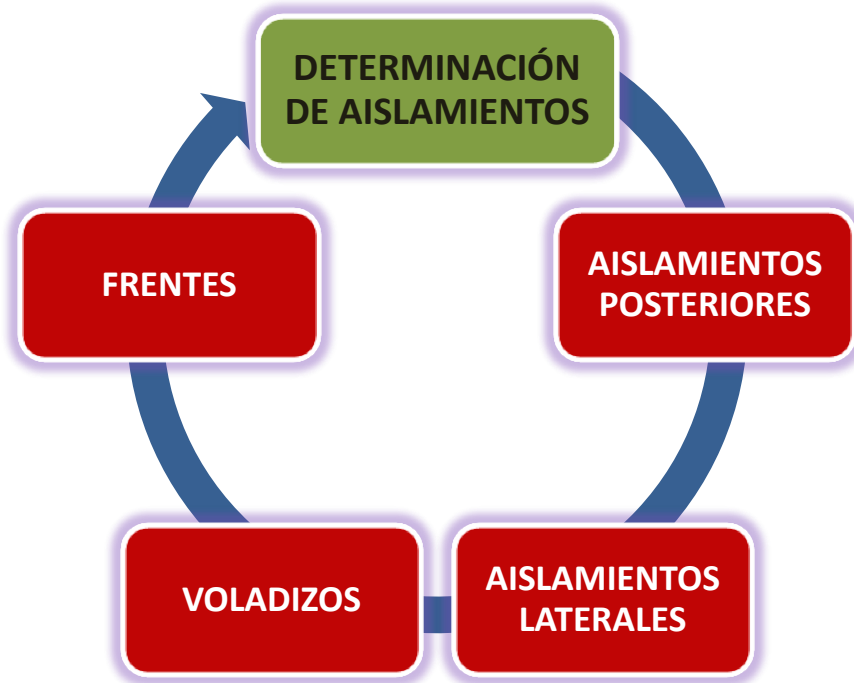 DETERMINACIÓN
DE AISLAMIENTOS
AISLAMIENTOS
POSTERIORES
AISLAMIENTOS
LATERALES
VOLADIZOS
FRENTES